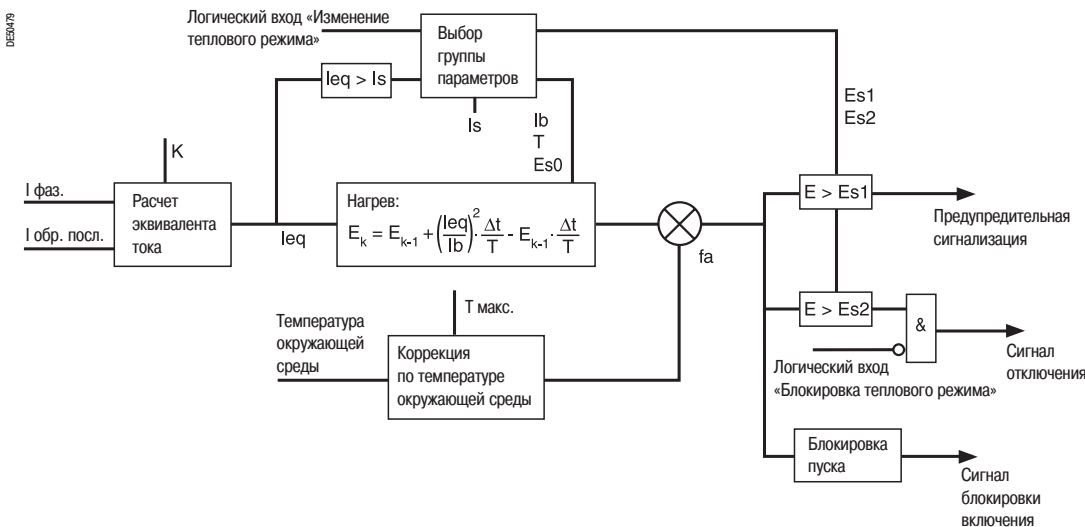 DE50479
Логический вход «Изменение
теплового режима»
Выбор
группы
параметров
Ieq > Is
Is
Ib
T
Es0
Es1
Es2
K
I фаз.
I обр. посл.
Расчет
эквивалента
тока
Ieq
Нагрев:
E_k = E_{k-1} + (Ieq/Ib)² · Δt/T - E_{k-1} · Δt/T
fa
E > Es1
Предупредительная
сигнализация
E > Es2
&
Сигнал
отключения
Логический вход
«Блокировка теплового режима»
T макс.
Температура
окружающей
среды
Коррекция
по температуре
окружающей среды
Блокировка
пуска
Сигнал
блокировки
включения